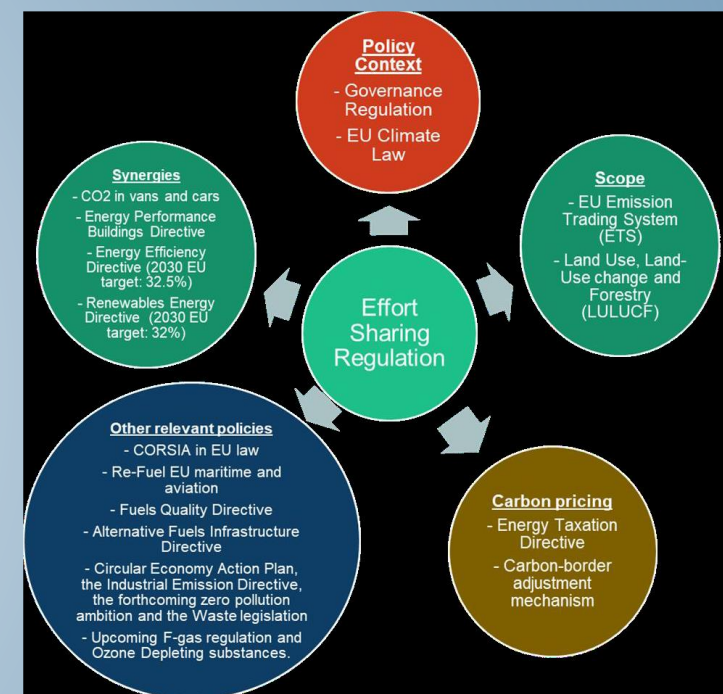 Policy
Context
- Governance
Regulation
- EU Climate
Law
Synergies
- CO2 in vans and cars
- Energy Performance
Buildings Directive
- Energy Efficiency
Directive (2030 EU
target: 32.5%)
- Renewables Energy
Directive (2030 EU
target: 32%)
Scope
- EU Emission
Trading System
(ETS)
- Land Use, Land-
Use change and
Forestry
(LULUCF)
Effort
Sharing
Regulation
Other relevant policies
- CORSIA in EU law
- Re-Fuel EU maritime and
aviation
- Fuels Quality Directive
- Alternative Fuels Infrastructure
Directive
- Circular Economy Action Plan,
the Industrial Emission Directive,
the forthcoming zero pollution
ambition and the Waste legislation
- Upcoming F-gas regulation and
Ozone Depleting substances.
Carbon pricing
- Energy Taxation
Directive
- Carbon-border
adjustment
mechanism